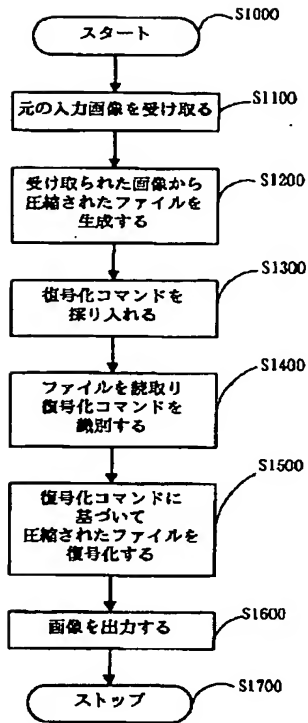 スタート
S1000
元の入力画像を受け取る
S1100
受け取られた画像から
圧縮されたファイルを
生成する
S1200
復号化コマンドを
採り入れる
S1300
ファイルを読取り
復号化コマンドを
識別する
S1400
復号化コマンドに
基づいて
圧縮されたファイルを
復号化する
S1500
画像を出力する
S1600
ストップ
S1700